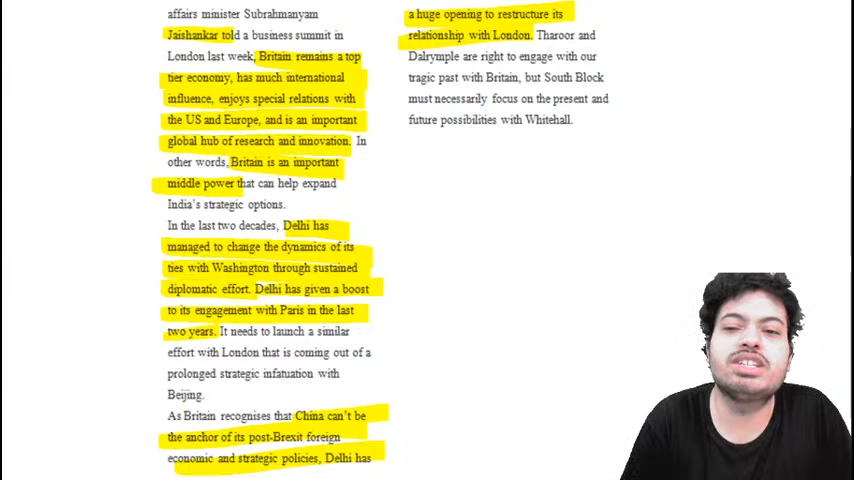 affairs minister Subrahmanyam
Jaishankar told a business summit in
London last week, Britain remains a top
tier economy, has much international
influence, enjoys special relations with
the US and Europe, and is an important
global hub of research and innovation. In
other words, Britain is an important
middle power that can help expand
India's strategic options.
In the last two decades, Delhi has
managed to change the dynamics of its
ties with Washington through sustained
diplomatic effort. Delhi has given a boost
to its engagement with Paris in the last
two years. It needs to launch a similar
effort with London that is coming out of a
prolonged strategic infatuation with
Beijing.
As Britain recognises that China can't be
the anchor of its post-Brexit foreign
economic and strategic policies, Delhi has
a huge opening to restructure its
relationship with London. Tharoor and
Dalrymple are right to engage with our
tragic past with Britain, but South Block
must necessarily focus on the present and
future possibilities with Whitehall.